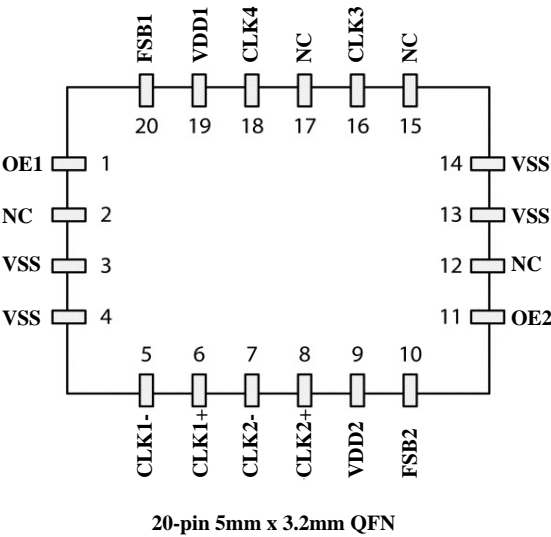 FSB1 VDD1 CLK4 NC CLK3 NC
20 19 18 17 16 15
OE1 1 14 VSS
NC 2 13 VSS
VSS 3 12 NC
VSS 4 11 OE2
5 6 7 8 9 10
CLK1- CLK1+ CLK2- CLK2+ VDD2 FSB2
20-pin 5mm x 3.2mm QFN